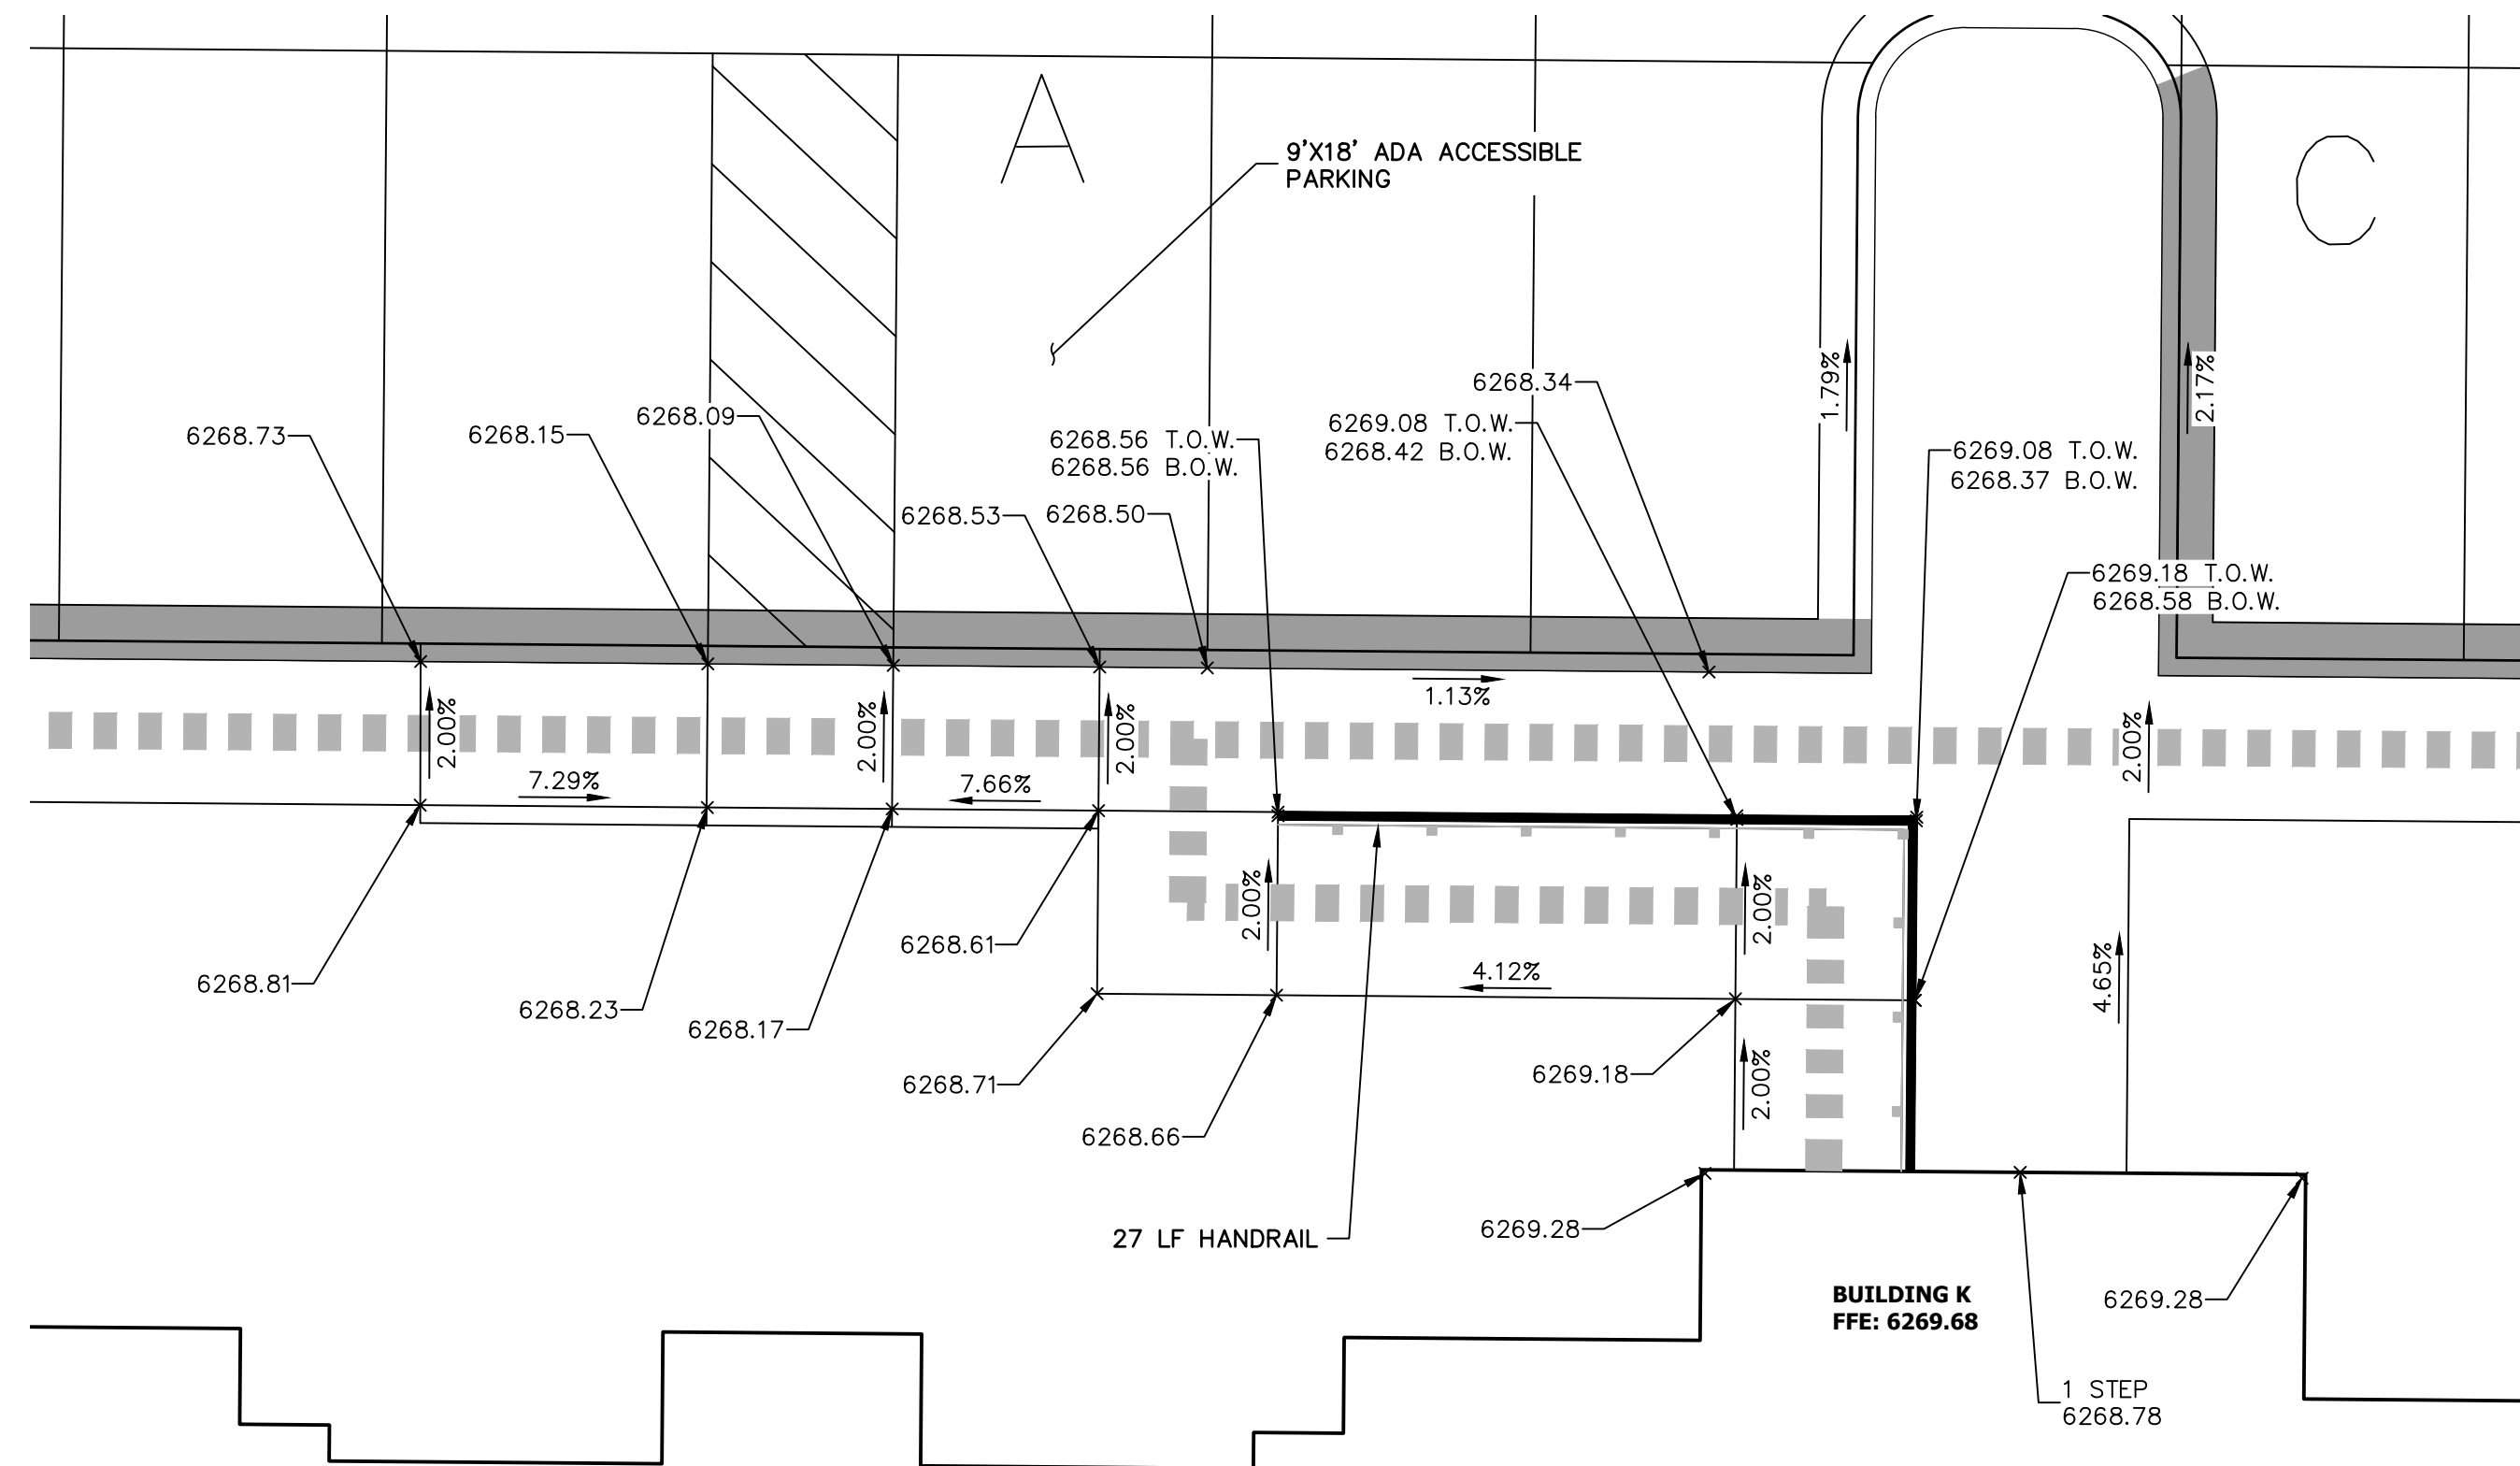 A
C
9'X18' ADA ACCESSIBLE
PARKING
1.79%
2.17%
6268.34
6268.73
6268.15
6268.09
6268.56 T.O.W.
6268.56 B.O.W.
6269.08 T.O.W.
6268.42 B.O.W.
6269.08 T.O.W.
6268.37 B.O.W.
6268.53
6268.50
6269.18 T.O.W.
6268.58 B.O.W.
1.13%
2.00%
2.00%
2.00%
2.00%
7.29%
7.66%
2.00%
2.00%
6268.61
4.12%
4.65%
6268.81
6268.23
6268.17
6268.71
6269.18
2.00%
6268.66
27 LF HANDRAIL
6269.28
BUILDING K
FFE: 6269.68
6269.28
1 STEP
6268.78